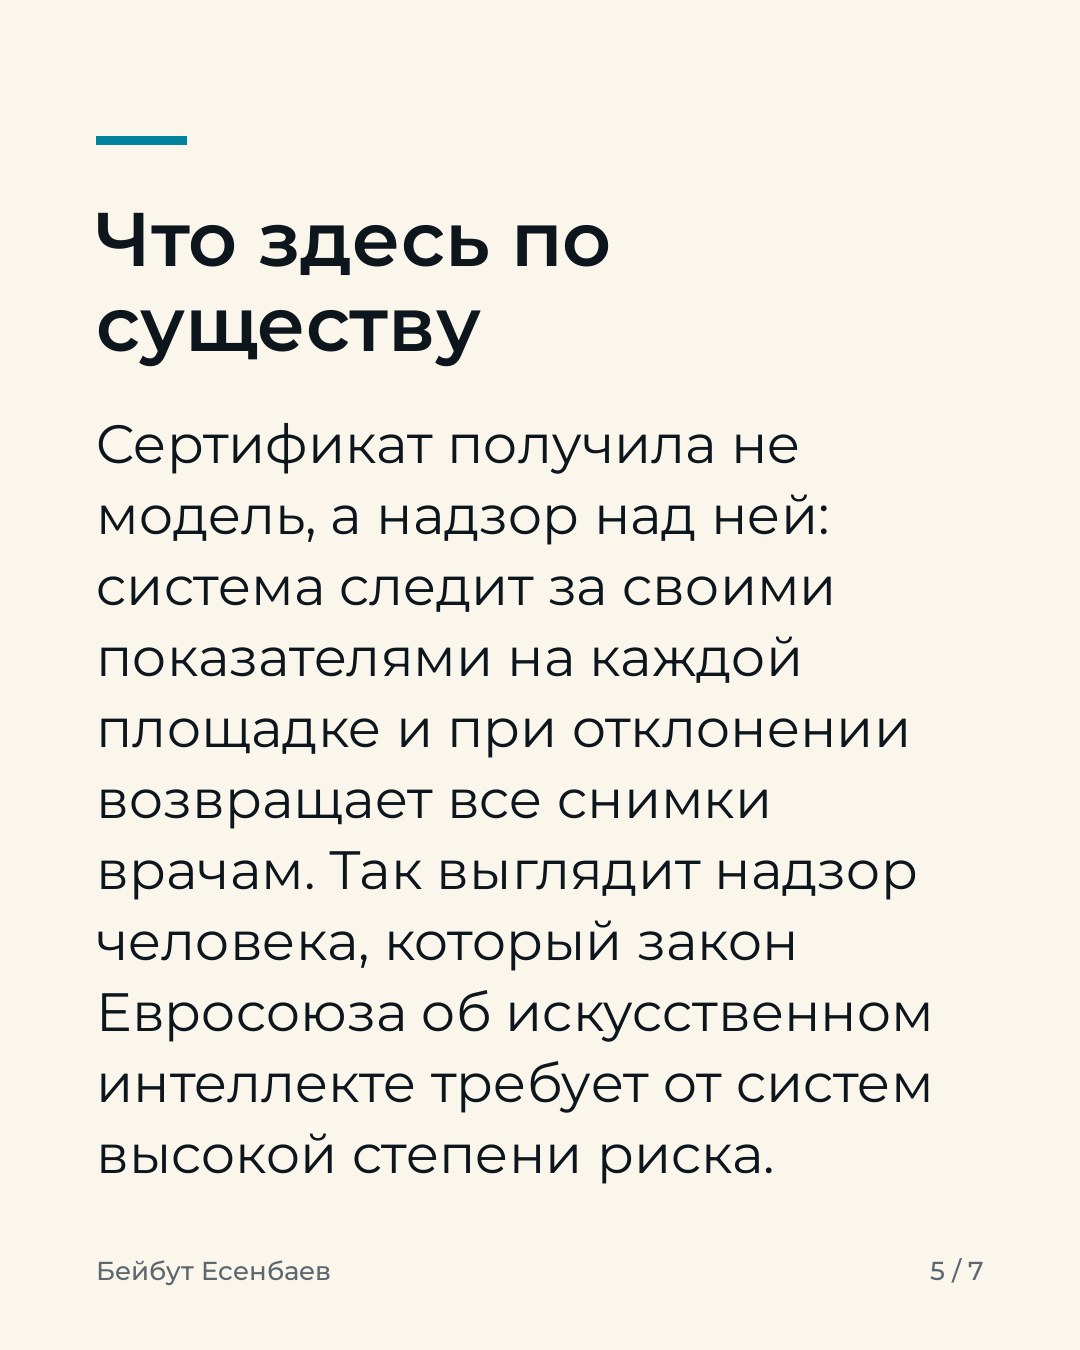 Что здесь по
существу
Сертификат получила не
модель, а надзор над ней:
система следит за своими
показателями на каждой
площадке и при отклонении
возвращает все снимки
врачам. Так выглядит надзор
человека, который закон
Евросоюза об искусственном
интеллекте требует от систем
высокой степени риска.
Бейбут Есенбаев
5 / 7